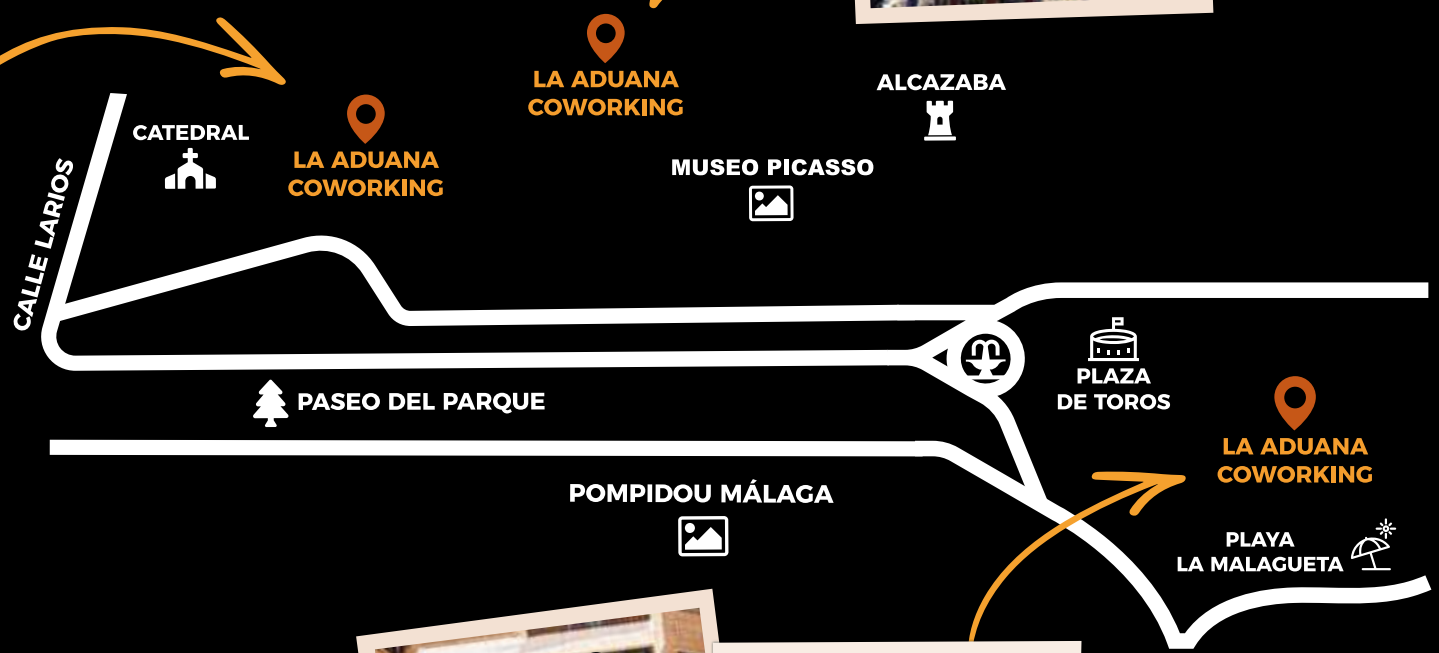 LA ADUANA
COWORKING
ALCAZABA
CATEDRAL
LA ADUANA
COWORKING
MUSEO PICASSO
CALLE LARIOS
PLAZA
DE TOROS
PASEO DEL PARQUE
LA ADUANA
COWORKING
POMPIDOU MÁLAGA
PLAYA
LA MALAGUETA